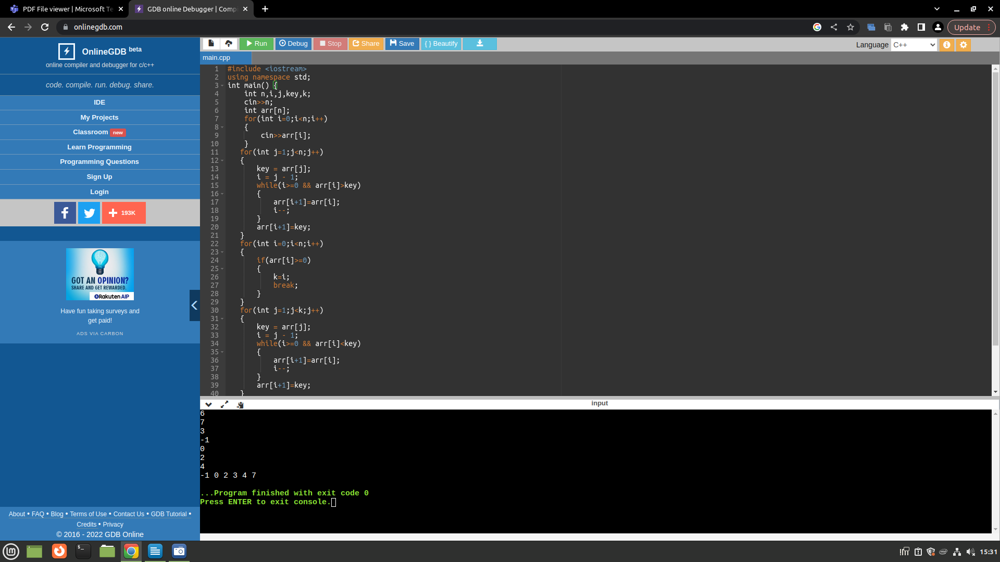 PDF File viewer | Microsoft Te
GDB online Debugger | Compi
onlinegdb.com
Update
OnlineGDB beta
online compiler and debugger for c/c++
code. compile. run. debug. share.
IDE
My Projects
Classroom new
Learn Programming
Programming Questions
Sign Up
Login
193K
GOT AN OPINION?
SHARE AND GET REWARDED.
Rakuten AIP
Have fun taking surveys and
get paid!
ADS VIA CARBON
About • FAQ • Blog • Terms of Use • Contact Us • GDB Tutorial •
Credits • Privacy
© 2016 - 2022 GDB Online
Run Debug Stop Share Save { } Beautify
Language C++
main.cpp
1 #include <iostream>
2 using namespace std;
3 int main() {
4 int n,i,j,key,k;
5 cin>>n;
6 int arr[n];
7 for(int i=0;i<n;i++)
8 {
9 cin>>arr[i];
10 }
11 for(int j=1;j<n;j++)
12 {
13 key = arr[j];
14 i = j - 1;
15 while(i>=0 && arr[i]>key)
16 {
17 arr[i+1]=arr[i];
18 i--;
19 }
20 arr[i+1]=key;
21 }
22 for(int i=0;i<n;i++)
23 {
24 if(arr[i]>=0)
25 {
26 k=i;
27 break;
28 }
29 }
30 for(int j=1;j<k;j++)
31 {
32 key = arr[j];
33 i = j - 1;
34 while(i>=0 && arr[i]<key)
35 {
36 arr[i+1]=arr[i];
37 i--;
38 }
39 arr[i+1]=key;
40 }
input
6
7
3
-1
0
2
4
-1 0 2 3 4 7
...Program finished with exit code 0
Press ENTER to exit console.
15:31